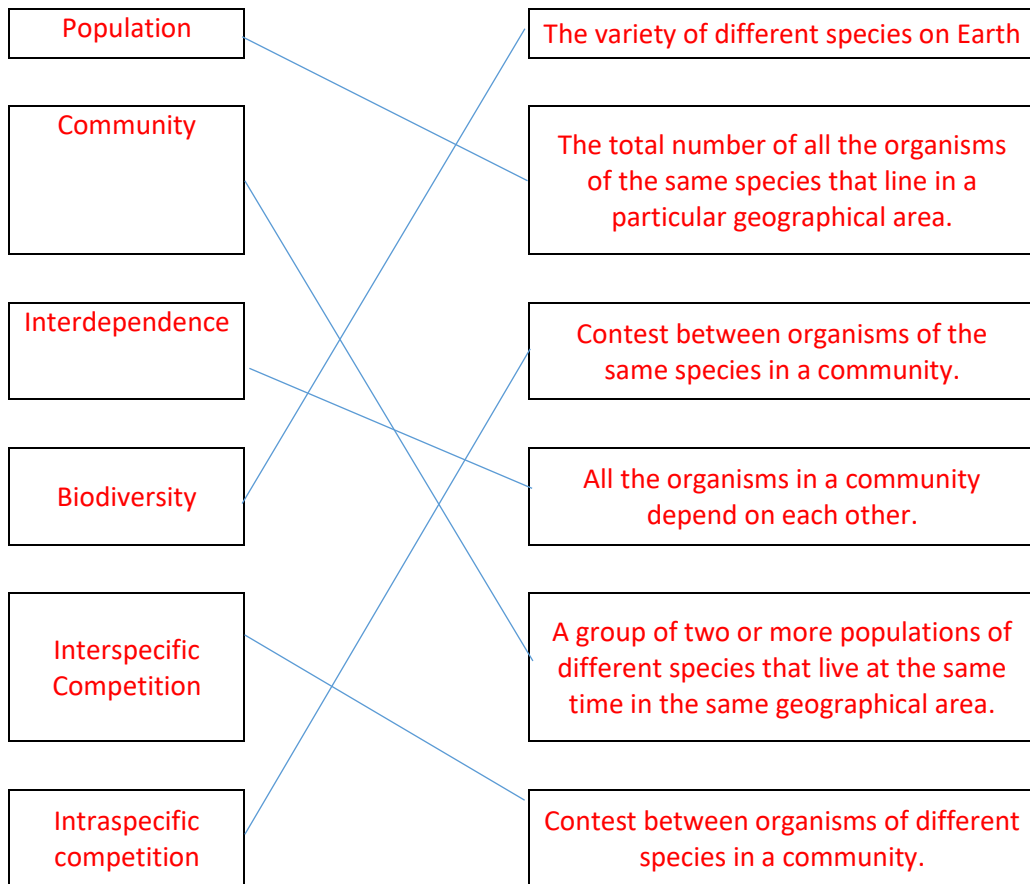 Population
The variety of different species on Earth
Community
The total number of all the organisms
of the same species that line in a
particular geographical area.
Interdependence
Contest between organisms of the
same species in a community.
Biodiversity
All the organisms in a community
depend on each other.
Interspecific
Competition
A group of two or more populations of
different species that live at the same
time in the same geographical area.
Intraspecific
competition
Contest between organisms of different
species in a community.